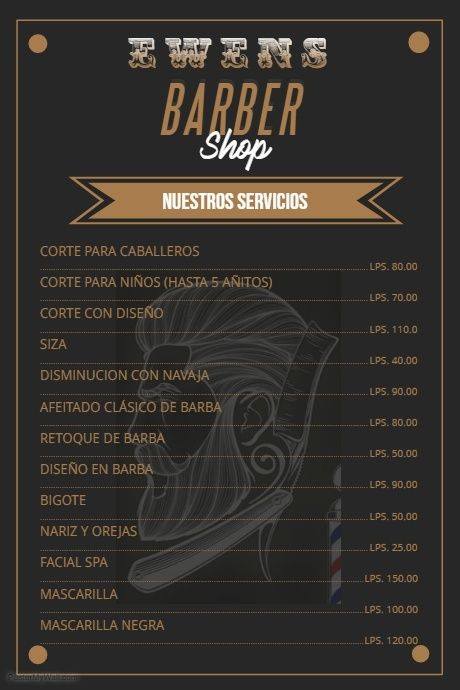 EWENS
BARBER
Shop
NUESTROS SERVICIOS
CORTE PARA CABALLEROS
LPS. 80.00
CORTE PARA NIÑOS (HASTA 5 AÑITOS)
LPS. 70.00
CORTE CON DISEÑO
LPS. 110.0
SIZA
LPS. 40.00
DISMINUCION CON NAVAJA
LPS. 90.00
AFEITADO CLÁSICO DE BARBA
LPS. 80.00
RETOQUE DE BARBA
LPS. 50.00
DISEÑO EN BARBA
LPS. 90.00
BIGOTE
LPS. 50.00
NARIZ Y OREJAS
LPS. 25.00
FACIAL SPA
LPS. 150.00
MASCARILLA
LPS. 100.00
MASCARILLA NEGRA
LPS. 120.00
PosterMyWall.com